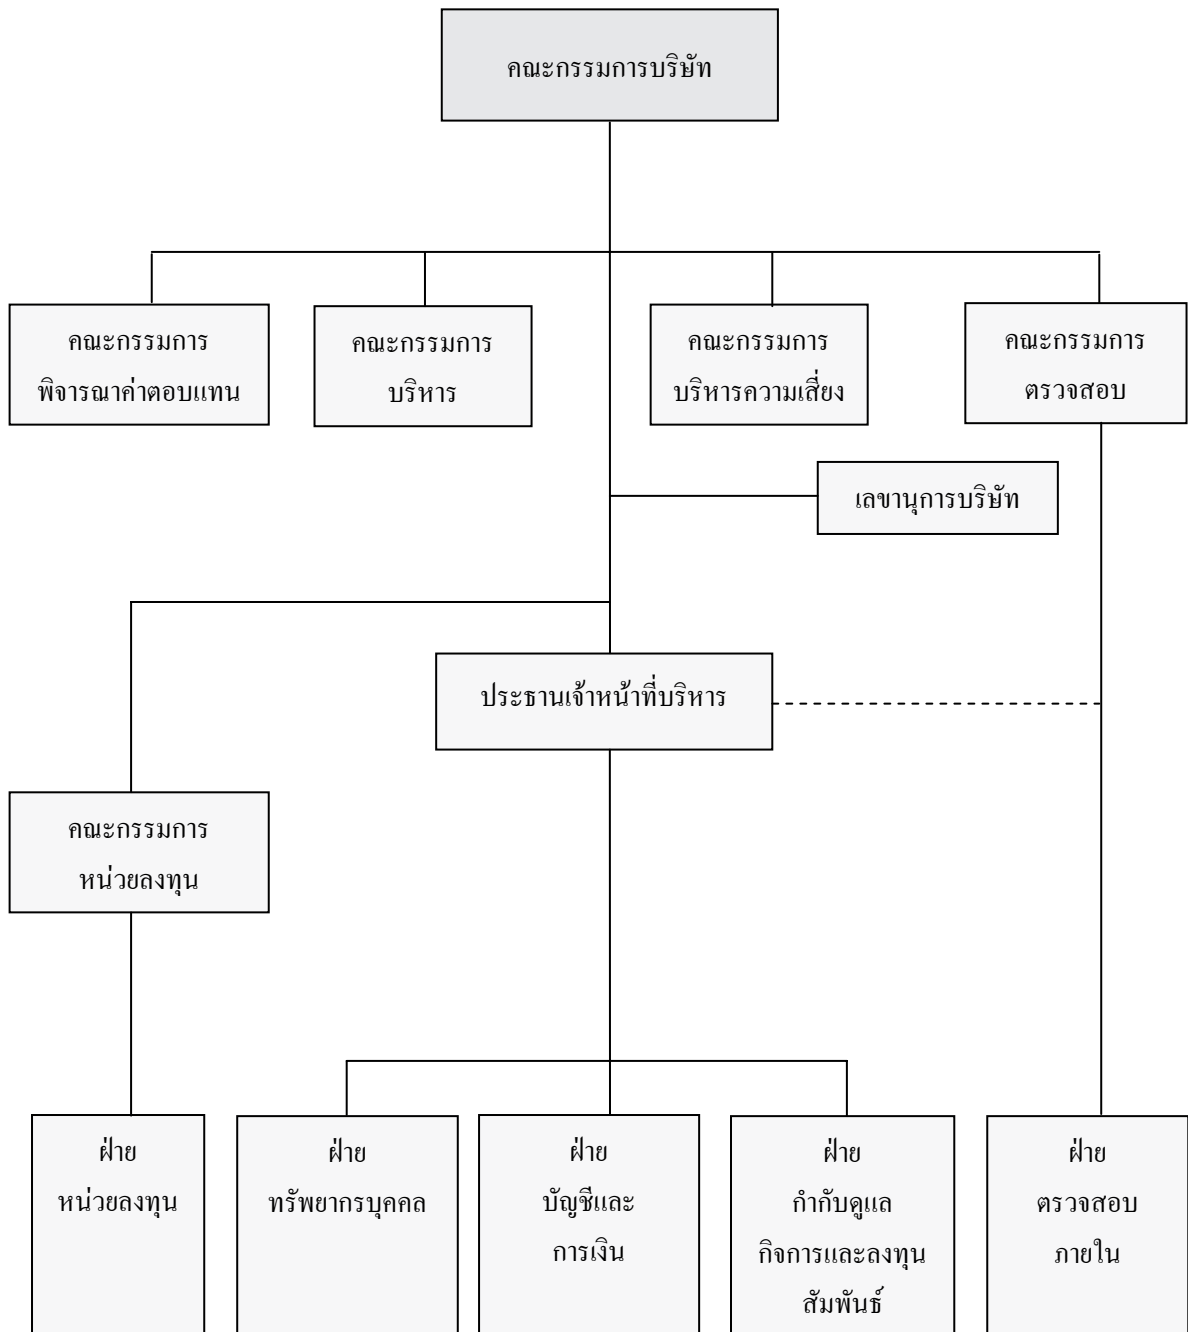 คณะกรรมการบริษัท
คณะกรรมการ
พิจารณาค่าตอบแทน
คณะกรรมการ
บริหาร
คณะกรรมการ
บริหารความเสี่ยง
คณะกรรมการ
ตรวจสอบ
เลขานุการบริษัท
ประธานเจ้าหน้าที่บริหาร
คณะกรรมการ
หน่วยลงทุน
ฝ่าย
หน่วยลงทุน
ฝ่าย
ทรัพยากรบุคคล
ฝ่าย
บัญชีและ
การเงิน
ฝ่าย
กำกับดูแล
กิจการและลงทุน
สัมพันธ์
ฝ่าย
ตรวจสอบ
ภายใน